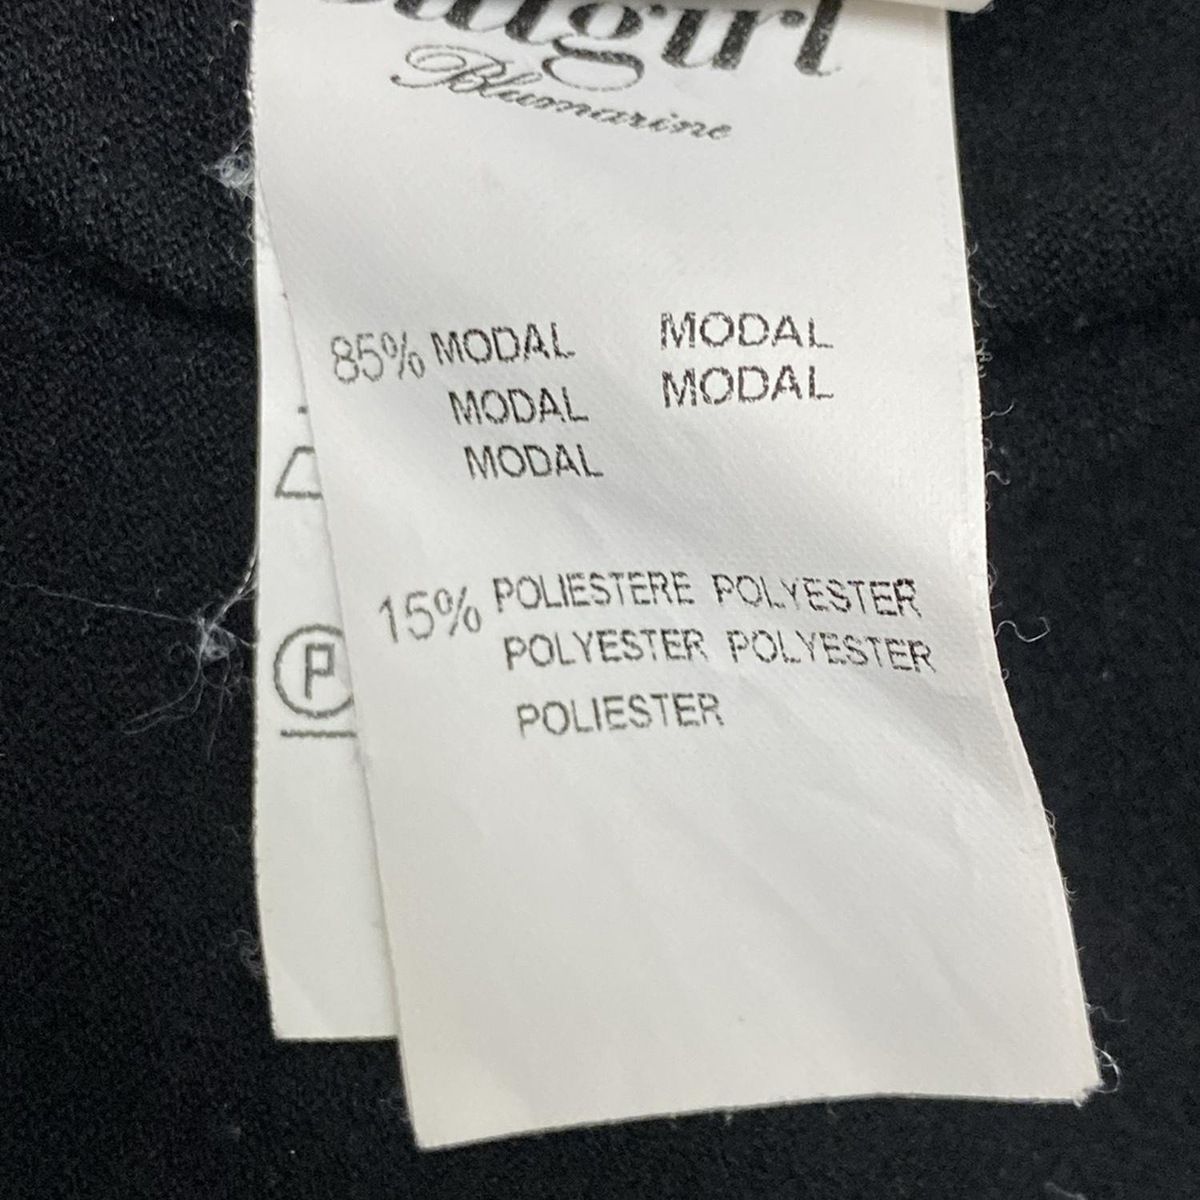 Blumarine
85% MODAL MODAL
MODAL MODAL
MODAL
15% POLIESTERE POLYESTER
POLYESTER POLYESTER
POLIESTER
P